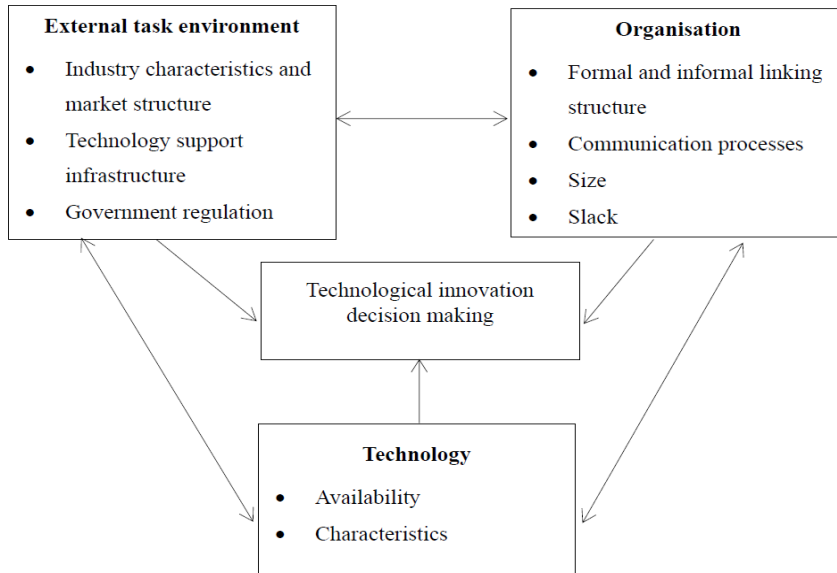 External task environment
• Industry characteristics and
market structure
• Technology support
infrastructure
• Government regulation
Organisation
• Formal and informal linking
structure
• Communication processes
• Size
• Slack
Technological innovation
decision making
Technology
• Availability
• Characteristics